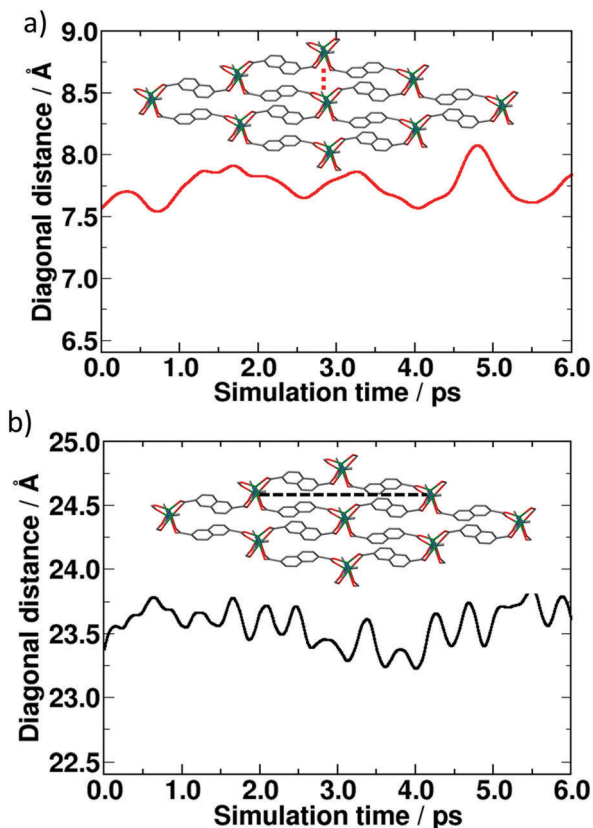 a)
Diagonal distance / Å
9.0
8.5
8.0
7.5
7.0
6.5
0.0 1.0 2.0 3.0 4.0 5.0 6.0
Simulation time / ps
b)
Diagonal distance / Å
25.0
24.5
24.0
23.5
23.0
22.5
0.0 1.0 2.0 3.0 4.0 5.0 6.0
Simulation time / ps